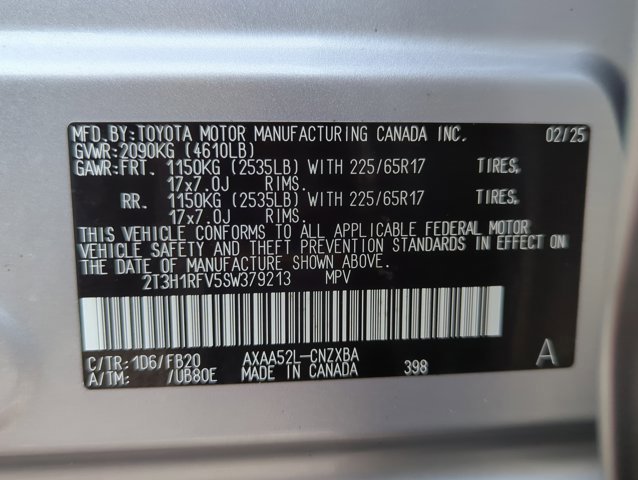 MFD.BY:TOYOTA MOTOR MANUFACTURING CANADA INC. 02/25
GVWR:2090KG (4610LB)
GAWR:FRT. 1150KG (2535LB) WITH 225/65R17 TIRES,
17x7.0J RIMS.
RR. 1150KG (2535LB) WITH 225/65R17 TIRES,
17x7.0J RIMS.
THIS VEHICLE CONFORMS TO ALL APPLICABLE FEDERAL MOTOR
VEHICLE SAFETY AND THEFT PREVENTION STANDARDS IN EFFECT ON
THE DATE OF MANUFACTURE SHOWN ABOVE.
2T3H1RFV5SW379213 MPV
C/TR:1D6/FB20 AXAA52L-CNZXBA A
A/TM: /UB80E MADE IN CANADA 398